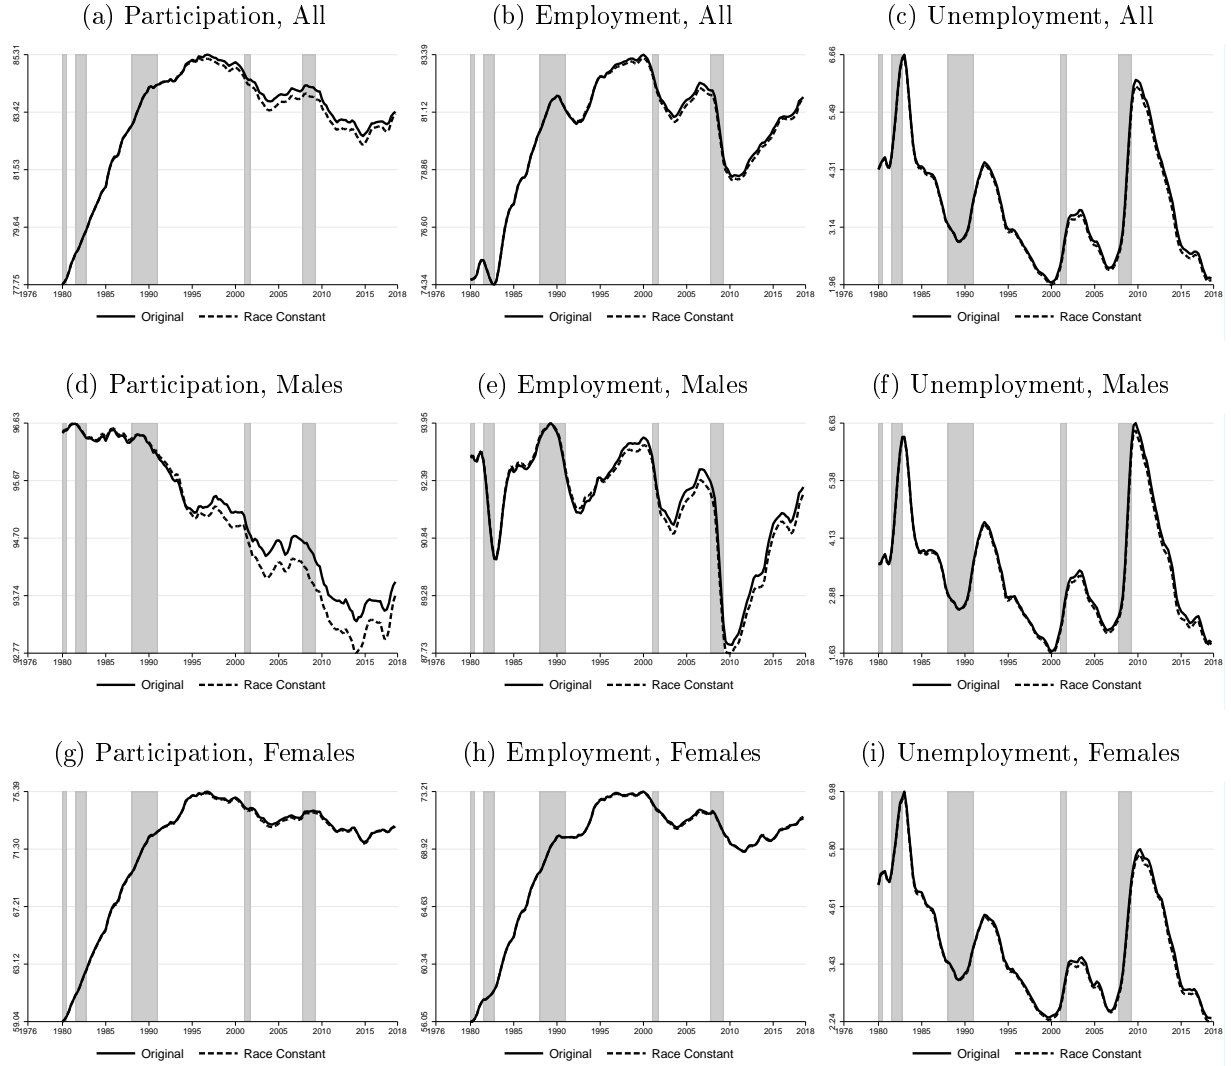 (a) Participation, All (b) Employment, All (c) Unemployment, All
85.31 83.39 6.66
83.42 81.12 5.49
81.53 78.86 4.31
79.64 76.60 3.14
77.75 74.34 1.96
1976 1980 1985 1990 1995 2000 2005 2010 2015 2018 1976 1980 1985 1990 1995 2000 2005 2010 2015 2018 1976 1980 1985 1990 1995 2000 2005 2010 2015 2018
Original Race Constant Original Race Constant Original Race Constant
(d) Participation, Males (e) Employment, Males (f) Unemployment, Males
96.63 93.95 6.63
95.67 92.39 5.38
94.70 90.84 4.13
93.74 89.28 2.88
92.77 87.73 1.63
1976 1980 1985 1990 1995 2000 2005 2010 2015 2018 1976 1980 1985 1990 1995 2000 2005 2010 2015 2018 1976 1980 1985 1990 1995 2000 2005 2010 2015 2018
Original Race Constant Original Race Constant Original Race Constant
(g) Participation, Females (h) Employment, Females (i) Unemployment, Females
75.39 73.21 6.98
71.30 68.92 5.80
67.21 64.63 4.61
63.12 60.34 3.43
59.04 56.05 2.24
1976 1980 1985 1990 1995 2000 2005 2010 2015 2018 1976 1980 1985 1990 1995 2000 2005 2010 2015 2018 1976 1980 1985 1990 1995 2000 2005 2010 2015 2018
Original Race Constant Original Race Constant Original Race Constant